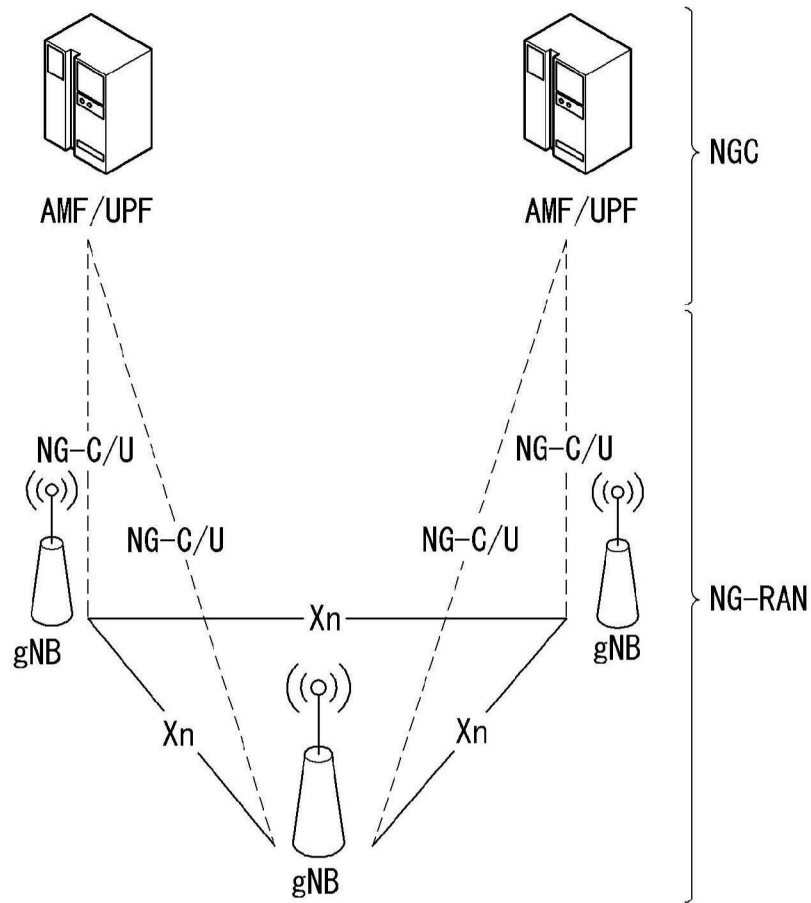 NGC
AMF/UPF
AMF/UPF
NG-C/U
NG-C/U
NG-C/U
NG-C/U
NG-RAN
Xn
gNB
gNB
Xn
Xn
gNB